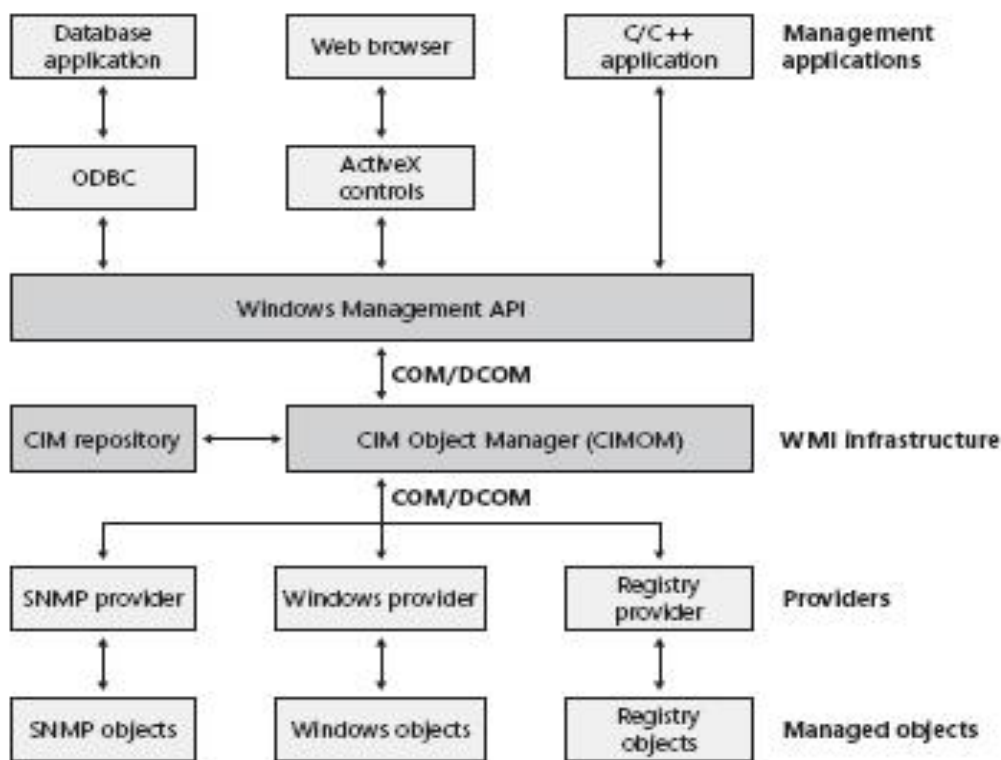 Database
application
Web browser
C/C++
application
Management
applications
ODBC
ActiveX
controls
Windows Management API
COM/DCOM
CIM repository
CIM Object Manager (CIMOM)
WMI infrastructure
COM/DCOM
SNMP provider
Windows provider
Registry
provider
Providers
SNMP objects
Windows objects
Registry
objects
Managed objects